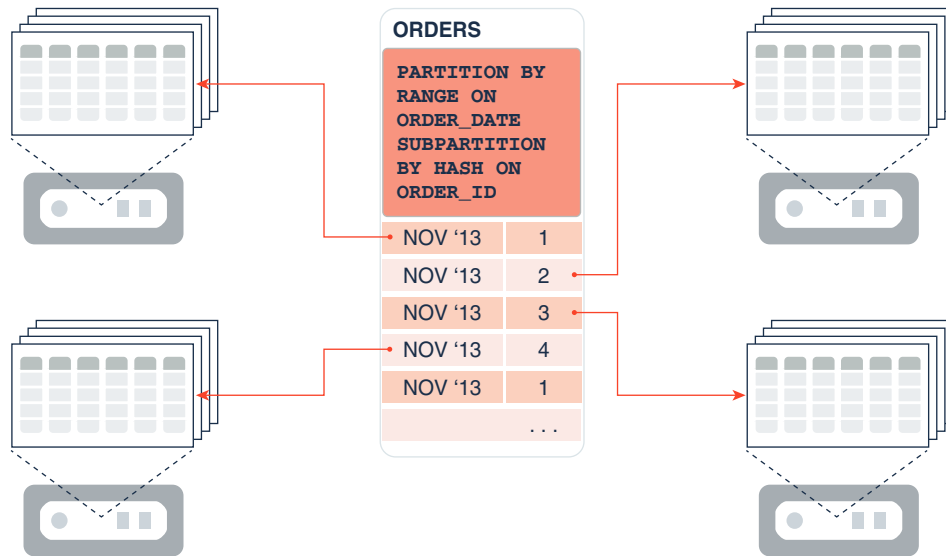 ORDERS
PARTITION BY
RANGE ON
ORDER_DATE
SUBPARTITION
BY HASH ON
ORDER_ID
NOV ‘13 1
NOV ‘13 2
NOV ‘13 3
NOV ‘13 4
NOV ‘13 1
...